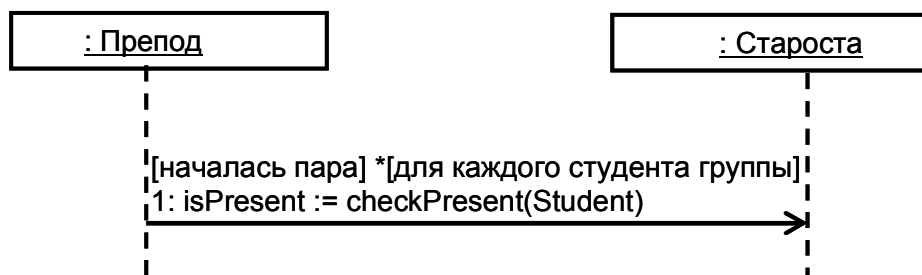 : Препод
: Староста
[началась пара] *[для каждого студента группы]
1: isPresent := checkPresent(Student)